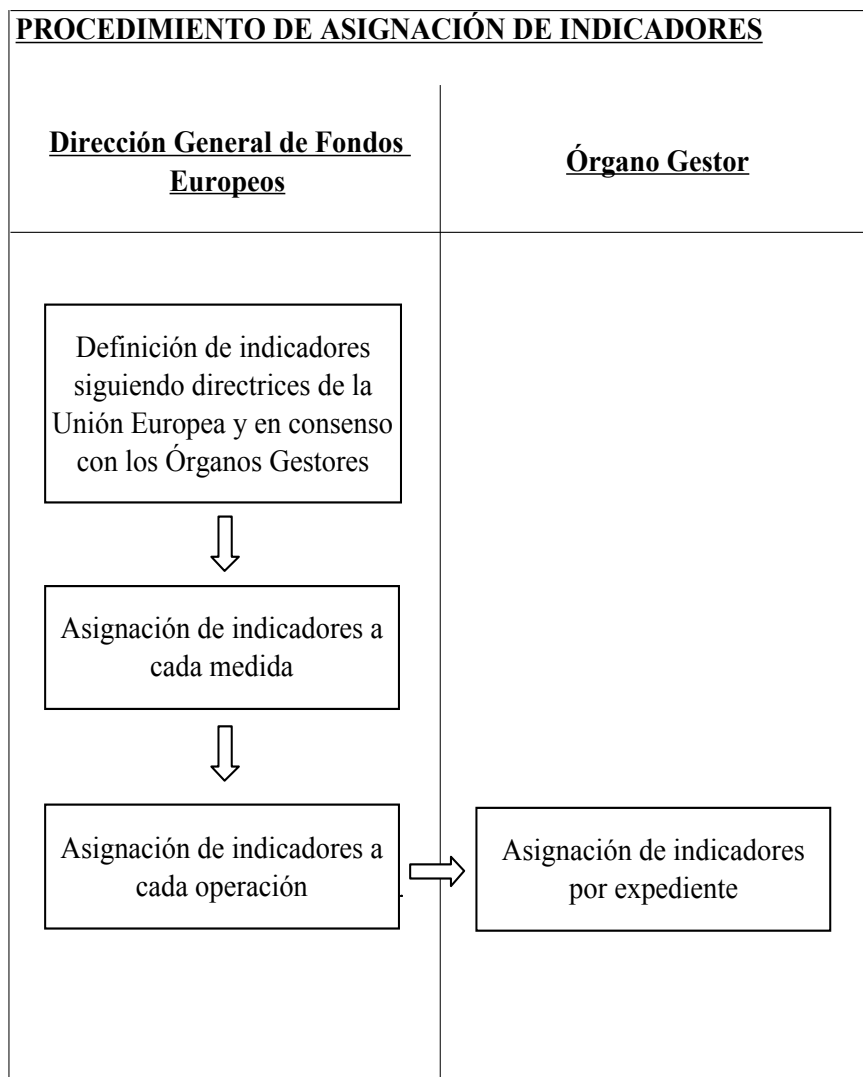 PROCEDIMIENTO DE ASIGNACIÓN DE INDICADORES
Dirección General de Fondos
Europeos
Órgano Gestor
Definición de indicadores
siguiendo directrices de la
Unión Europea y en consenso
con los Órganos Gestores
Asignación de indicadores a
cada medida
Asignación de indicadores a
cada operación
Asignación de indicadores
por expediente